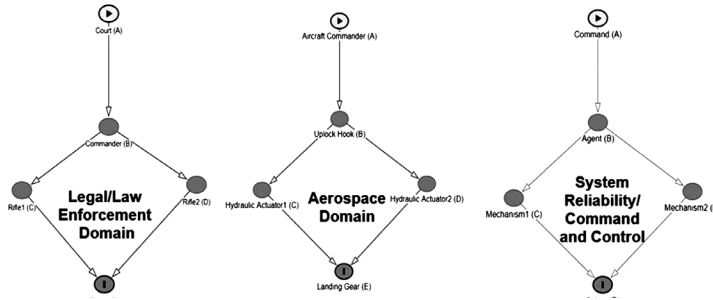 Court (A)
Commander (B)
Rifle1 (C)
Rifle2 (D)
Legal/Law
Enforcement
Domain
Aircraft Commander (A)
Uplock Hook (B)
Hydraulic Actuator1 (C)
Hydraulic Actuator2 (D)
Aerospace
Domain
Landing Gear (E)
Command (A)
Agent (B)
Mechanism1 (C)
Mechanism2 (
System
Reliability/
Command
and Control